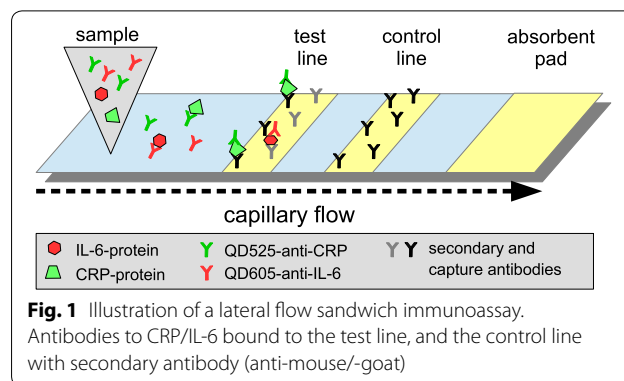 sample
test
line
control
line
absorbent
pad
capillary flow
IL-6-protein
QD525-anti-CRP
secondary and
CRP-protein
QD605-anti-IL-6
capture antibodies
Fig. 1 Illustration of a lateral flow sandwich immunoassay.
Antibodies to CRP/IL-6 bound to the test line, and the control line
with secondary antibody (anti-mouse/-goat)